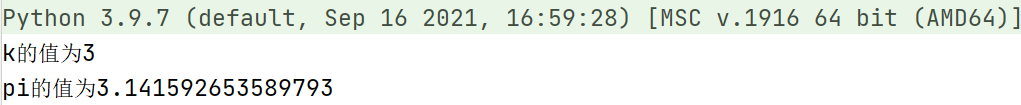 Python 3.9.7 (default, Sep 16 2021, 16:59:28) [MSC v.1916 64 bit (AMD64)]
k的值为3
pi的值为3.141592653589793